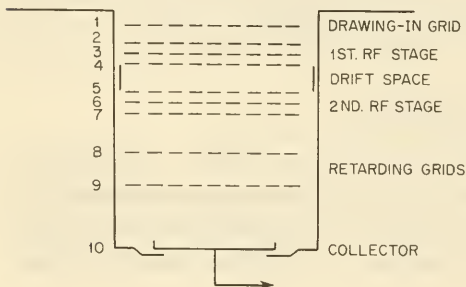 1 DRAWING-IN GRID
2
3 1ST. RF STAGE
4
DRIFT SPACE
5
6 2ND. RF STAGE
7
8
RETARDING GRIDS
9
10 COLLECTOR